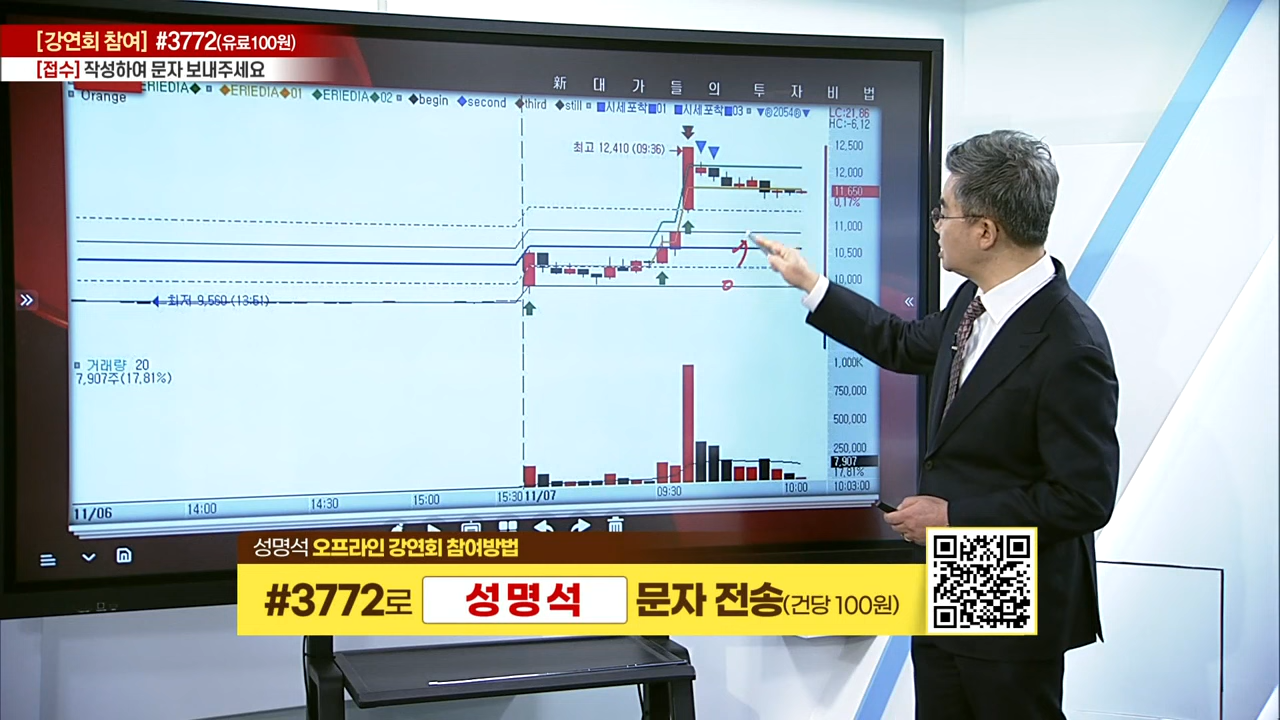 [강연회 참여] #3772(유료100원)
[접수] 작성하여 문자 보내주세요
新 대 가 들 의 투 자 비 법
ERIEDIA ERIEDIA01 ERIEDIA02 begin second third still 시세포착01 시세포착03 ▼@2054@▼
Orange
LC:21,86
HC:-6,12
최고 12,410 (09:36)
12,500
12,000
11,650
0,17%
11,000
10,500
10,000
최저 9,560 (13:51)
거래량 20
7,907주(17,81%)
1,000K
750,000
500,000
250,000
7,907
17,81%
11/06 14:00 14:30 15:00 15:30 11/07 09:30 10:00 10:03:00
성명석 오프라인 강연회 참여방법
#3772로 성명석 문자 전송(건당 100원)